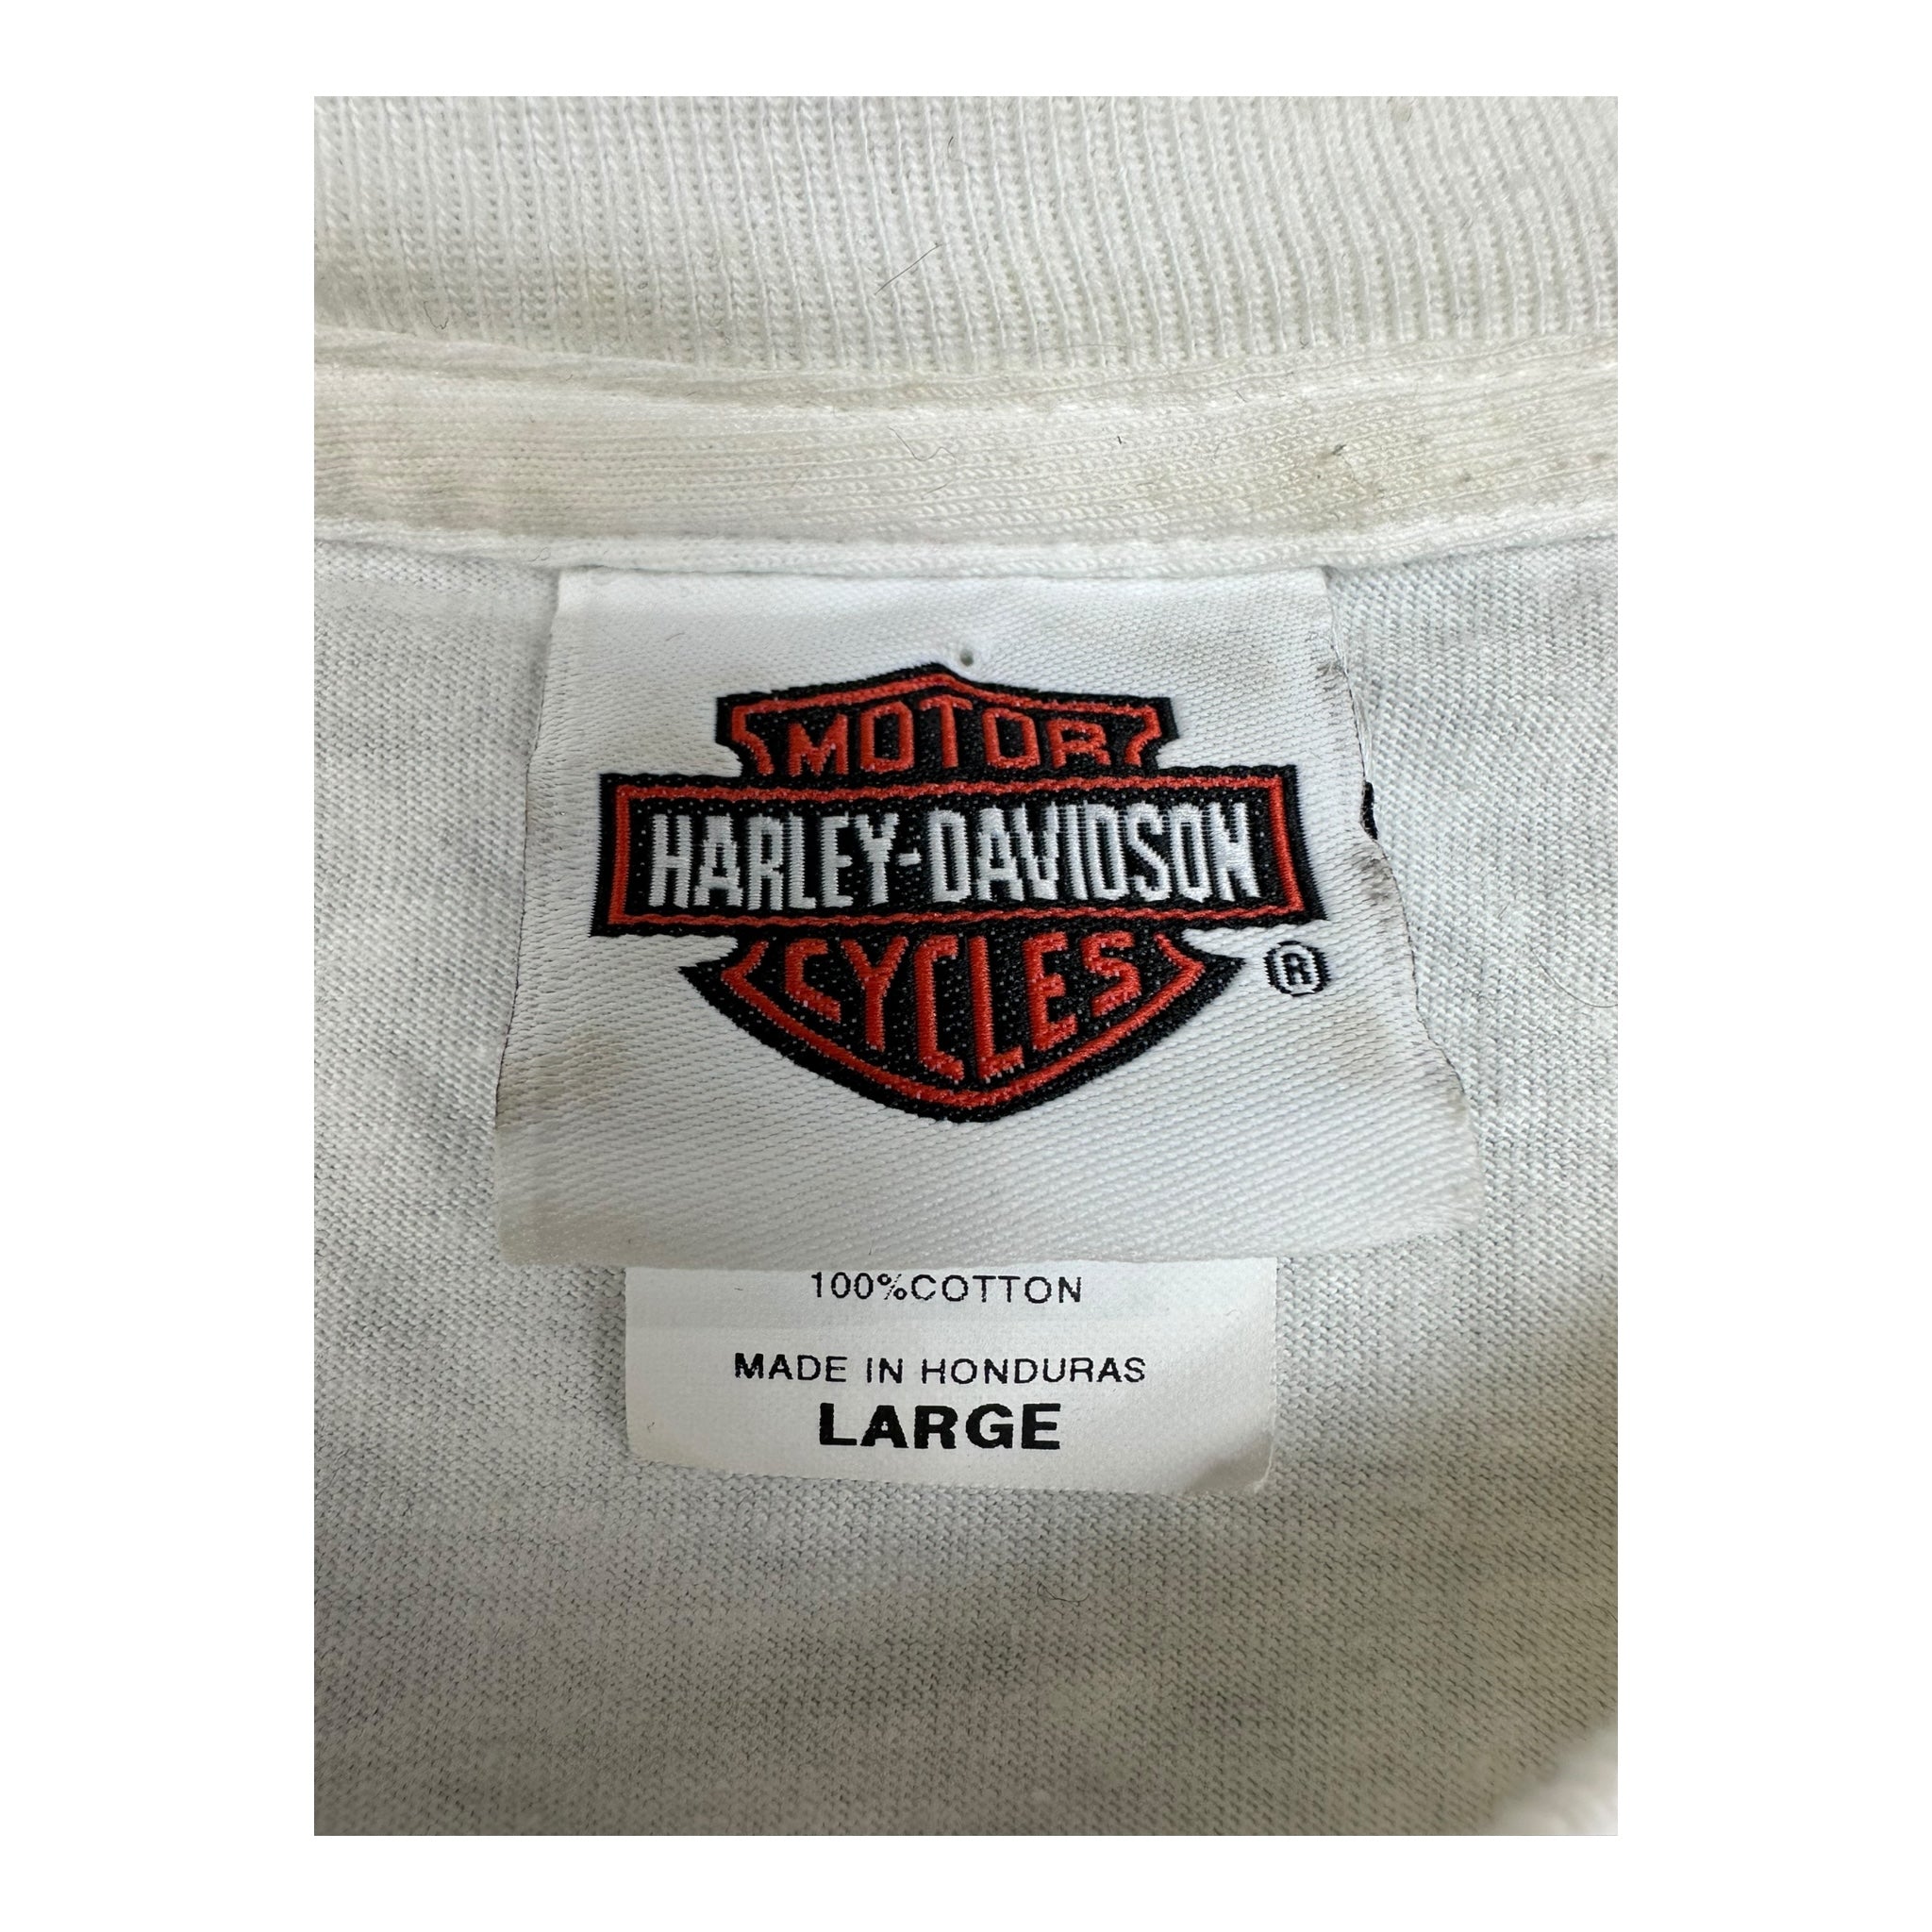 MOTOR
HARLEY-DAVIDSON
CYCLES
®
100%COTTON
MADE IN HONDURAS
LARGE